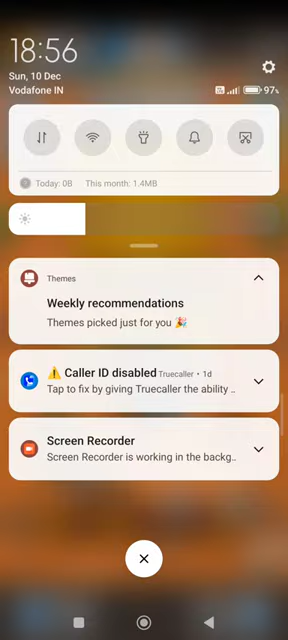 18:56
Sun, 10 Dec
Vodafone IN
97%
Today: 0B This month: 1.4MB
Themes
Weekly recommendations
Themes picked just for you 🎉
⚠️ Caller ID disabled Truecaller • 1d
Tap to fix by giving Truecaller the ability ..
Screen Recorder
Screen Recorder is working in the backg..